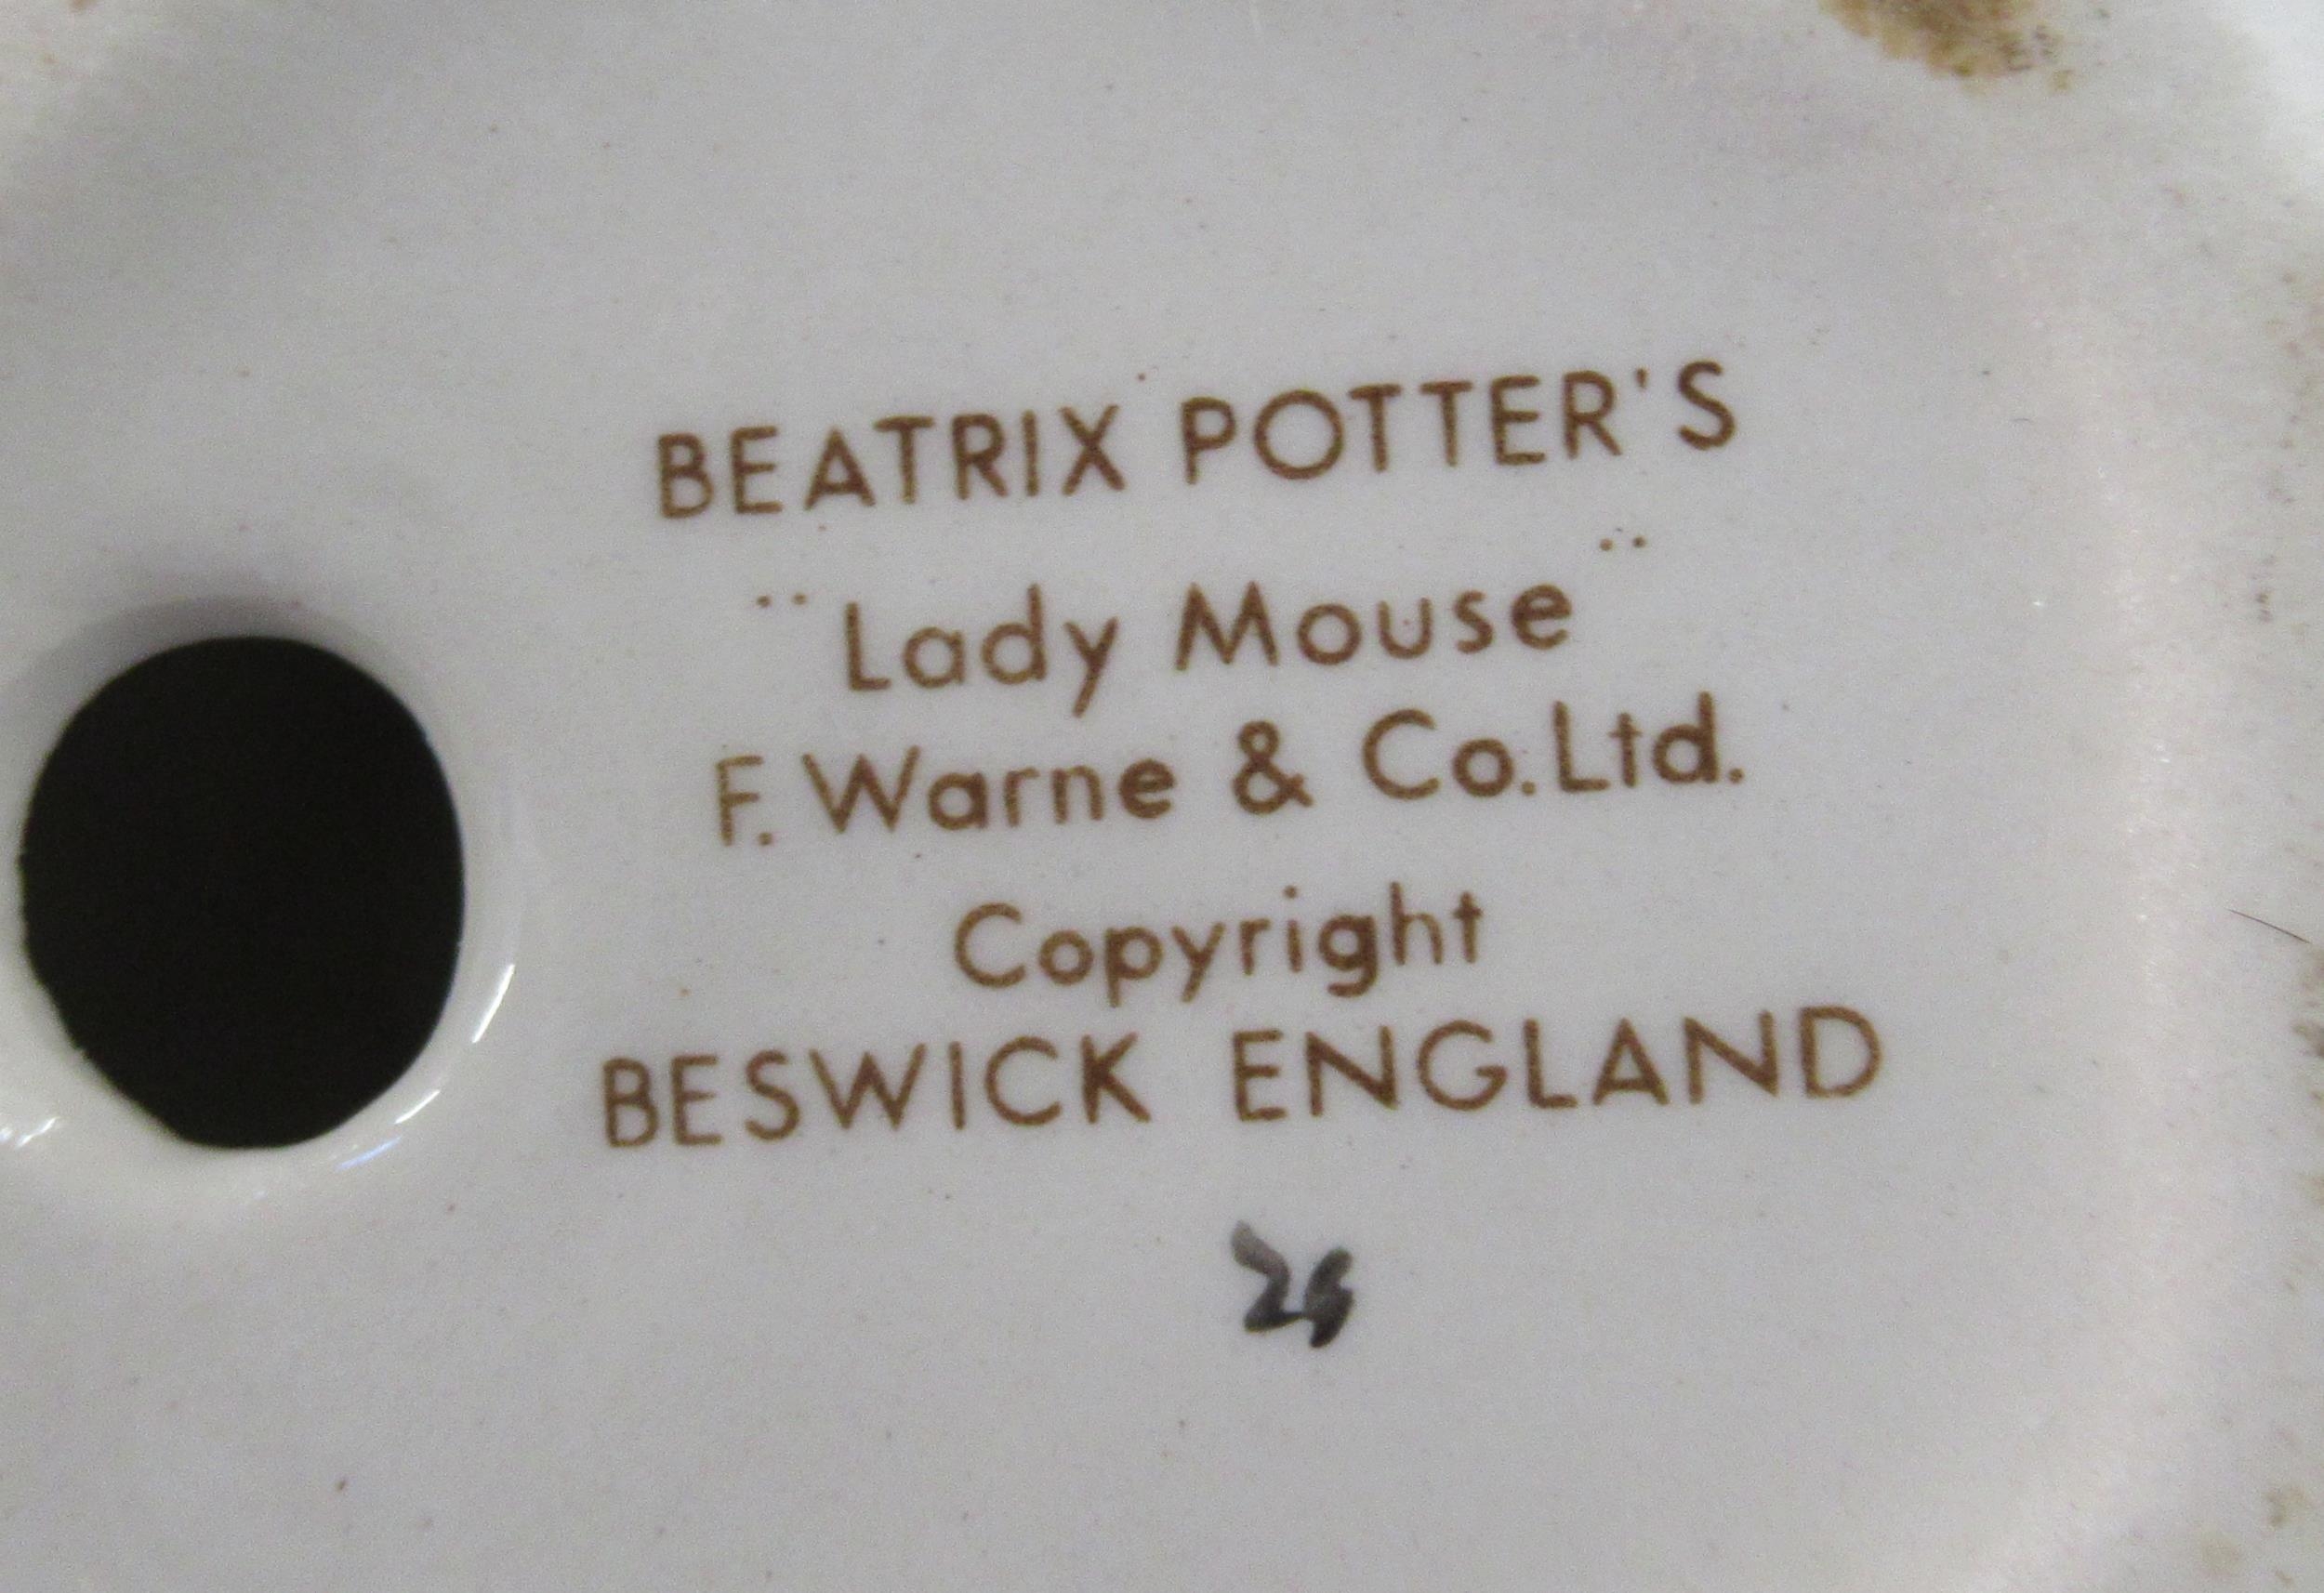 BEATRIX POTTER'S
¨Lady Mouse¨
F. Warne & Co. Ltd.
Copyright
BESWICK ENGLAND